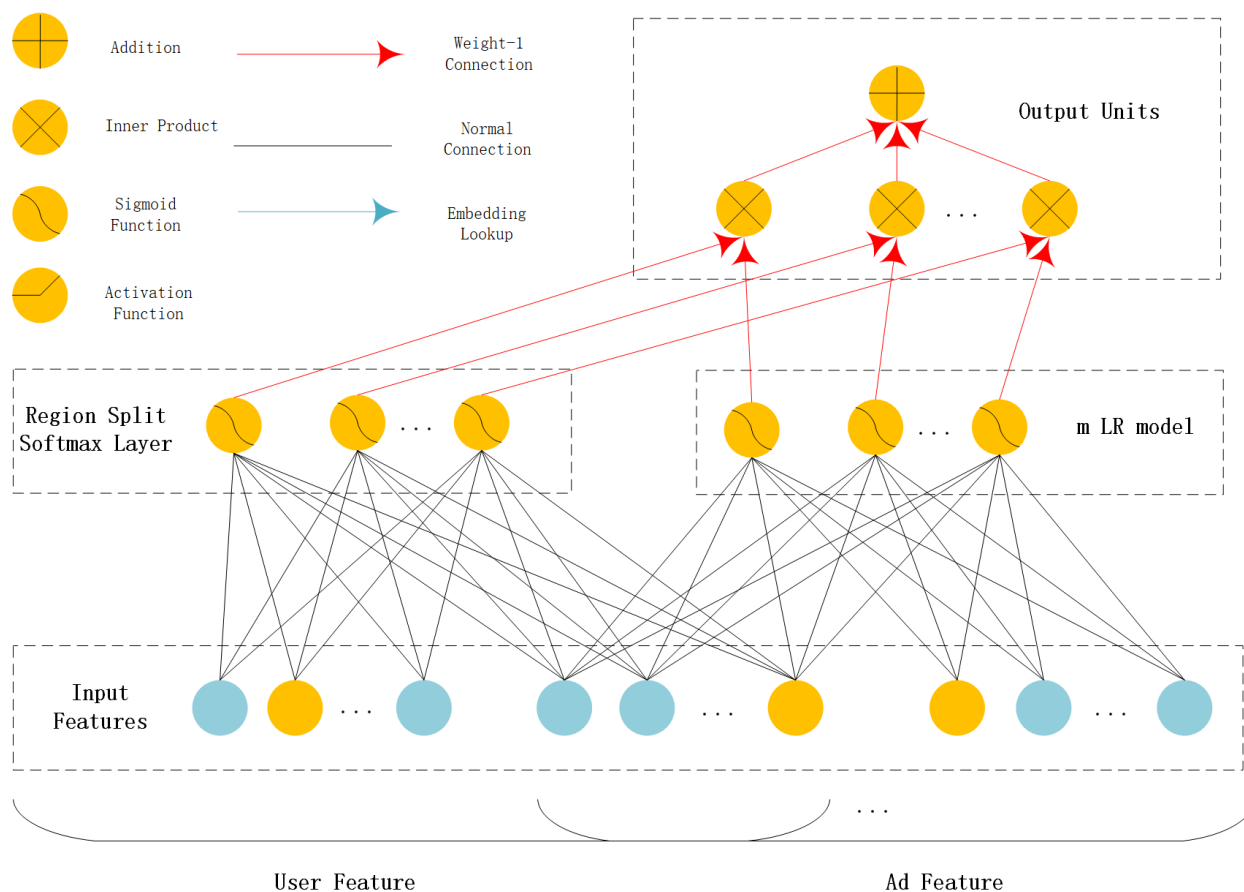 Addition
Weight-1
Connection
Inner Product
Normal
Connection
Sigmoid
Function
Embedding
Lookup
Activation
Function
Output Units
...
Region Split
Softmax Layer
...
...
m LR model
Input
Features
...
...
...
...
User Feature
Ad Feature